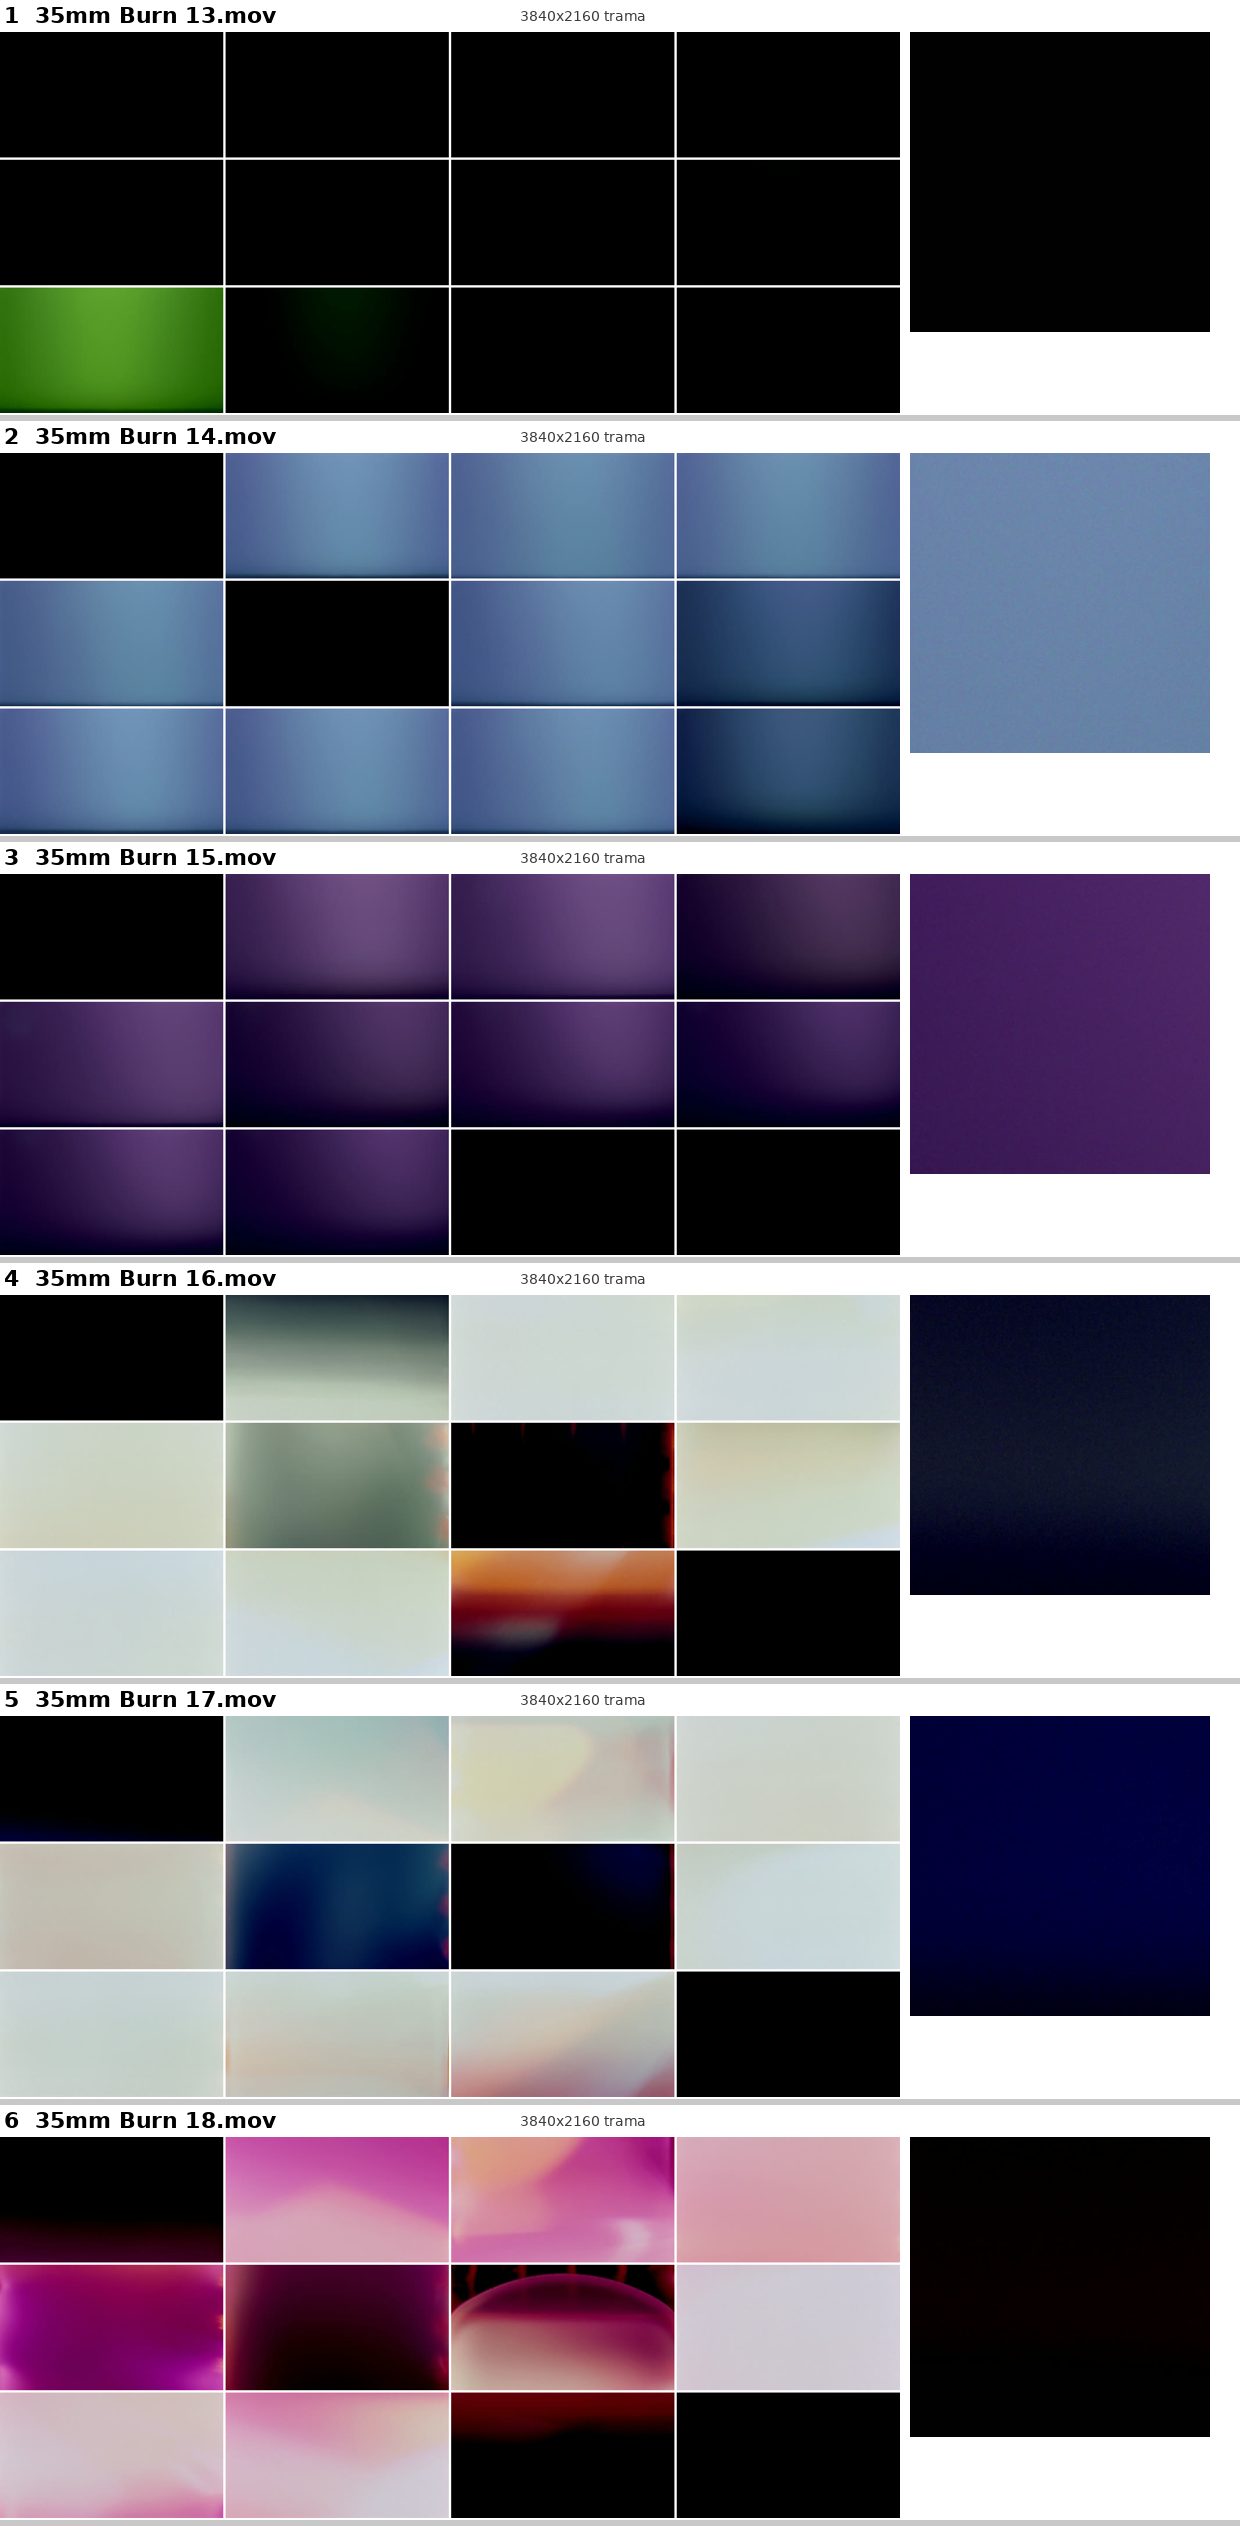 1 35mm Burn 13.mov 3840x2160 trama
2 35mm Burn 14.mov 3840x2160 trama
3 35mm Burn 15.mov 3840x2160 trama
4 35mm Burn 16.mov 3840x2160 trama
5 35mm Burn 17.mov 3840x2160 trama
6 35mm Burn 18.mov 3840x2160 trama